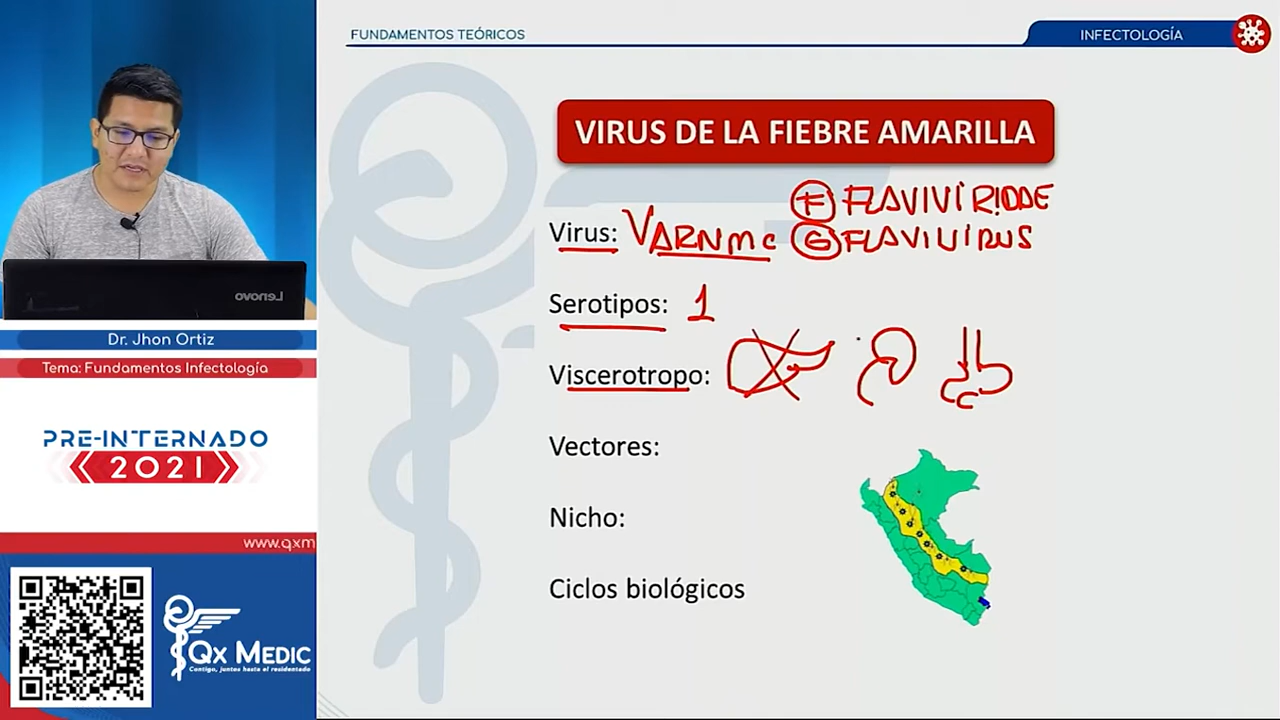 FUNDAMENTOS TEÓRICOS
INFECTOLOGÍA
VIRUS DE LA FIEBRE AMARILLA
Virus: VARNmc
F FLAVIVIRIDAE
G FLAVIVIRUS
Serotipos: 1
Viscerotropo:
Vectores:
Nicho:
Ciclos biológicos
Lenovo
Dr. Jhon Ortiz
Tema: Fundamentos Infectología
PRE-INTERNADO
2021
www.qxm
QX MEDIC
Contigo, juntos hasta el residentado